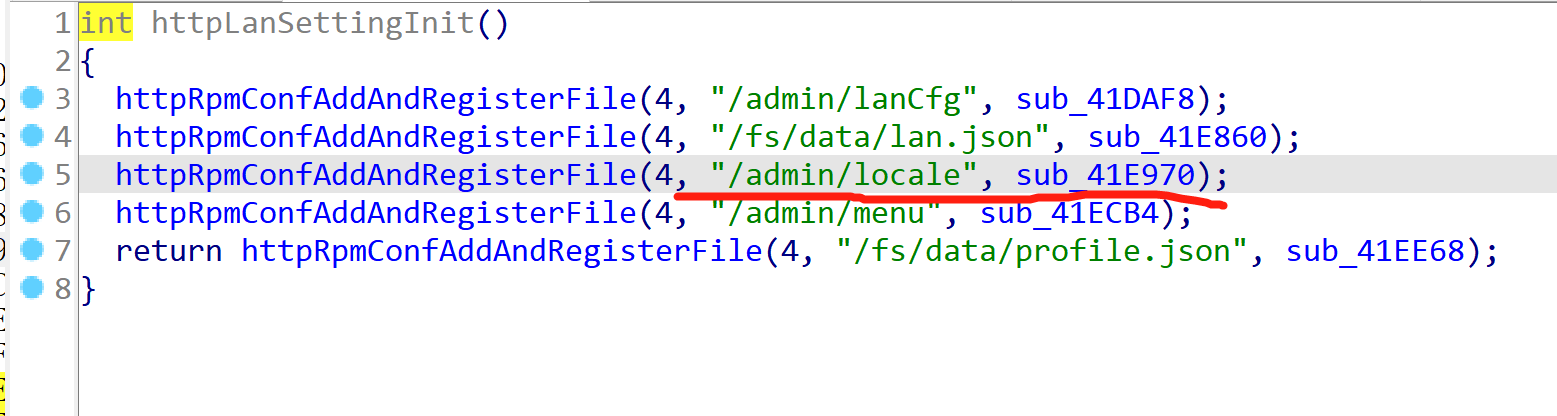 1 int httpLanSettingInit()
2 {
3 httpRpmConfAddAndRegisterFile(4, "/admin/lanCfg", sub_41DAF8);
4 httpRpmConfAddAndRegisterFile(4, "/fs/data/lan.json", sub_41E860);
5 httpRpmConfAddAndRegisterFile(4, "/admin/locale", sub_41E970);
6 httpRpmConfAddAndRegisterFile(4, "/admin/menu", sub_41ECB4);
7 return httpRpmConfAddAndRegisterFile(4, "/fs/data/profile.json", sub_41EE68);
8 }